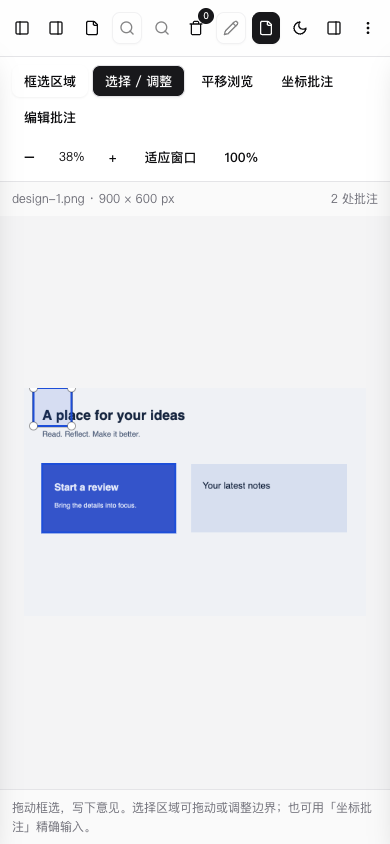 0
框选区域 选择 / 调整 平移浏览 坐标批注
编辑批注
− 38% + 适应窗口 100%
design-1.png · 900 × 600 px 2 处批注
A place for your ideas
Read. Reflect. Make it better.
Start a review
Bring the details into focus.
Your latest notes
拖动框选，写下意见。选择区域可拖动或调整边界；也可用「坐标批
注」精确输入。